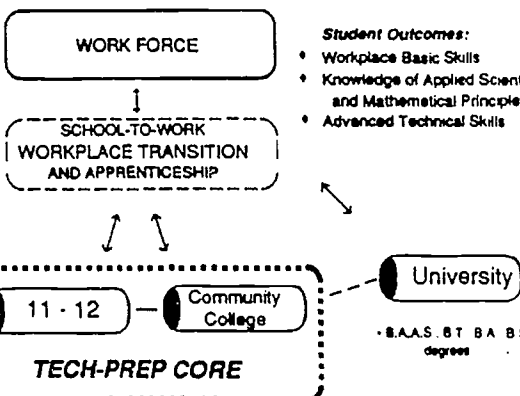 WORK FORCE
Student Outcomes:
Workplace Basic Skills
Knowledge of Applied Scient
and Mathematical Principle
Advanced Technical Skills
SCHOOL-TO-WORK
WORKPLACE TRANSITION
AND APPRENTICESHIP
11 - 12
Community
College
University
B.A.A.S. B T B A B
degrees
TECH-PREP CORE